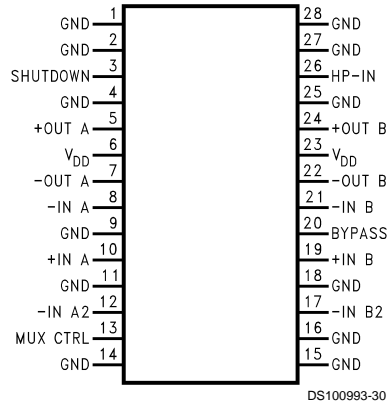 GND 1 28 GND
GND 2 27 GND
SHUTDOWN 3 26 HP-IN
GND 4 25 GND
+OUT A 5 24 +OUT B
VDD 6 23 VDD
-OUT A 7 22 -OUT B
-IN A 8 21 -IN B
GND 9 20 BYPASS
+IN A 10 19 +IN B
GND 11 18 GND
-IN A2 12 17 -IN B2
MUX CTRL 13 16 GND
GND 14 15 GND
DS100993-30